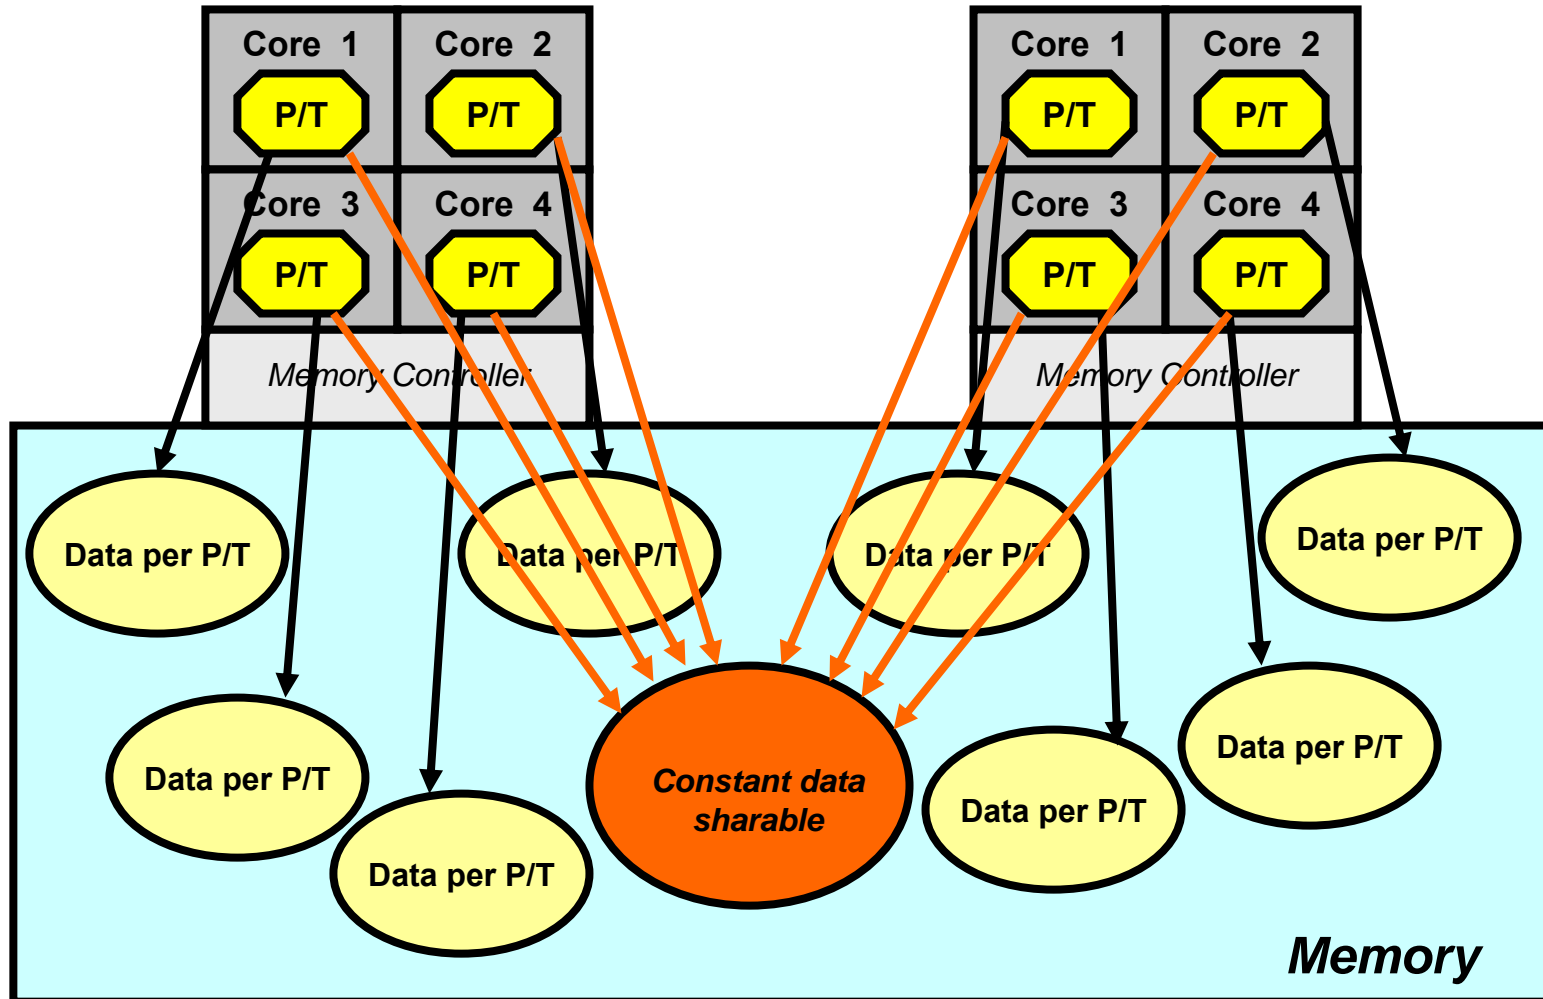 Core 1
Core 2
Core 1
Core 2
P/T
P/T
P/T
P/T
Core 3
Core 4
Core 3
Core 4
P/T
P/T
P/T
P/T
Memory Controller
Memory Controller
Data per P/T
Data per P/T
Data per P/T
Data per P/T
Data per P/T
Constant data
sharable
Data per P/T
Data per P/T
Data per P/T
Memory